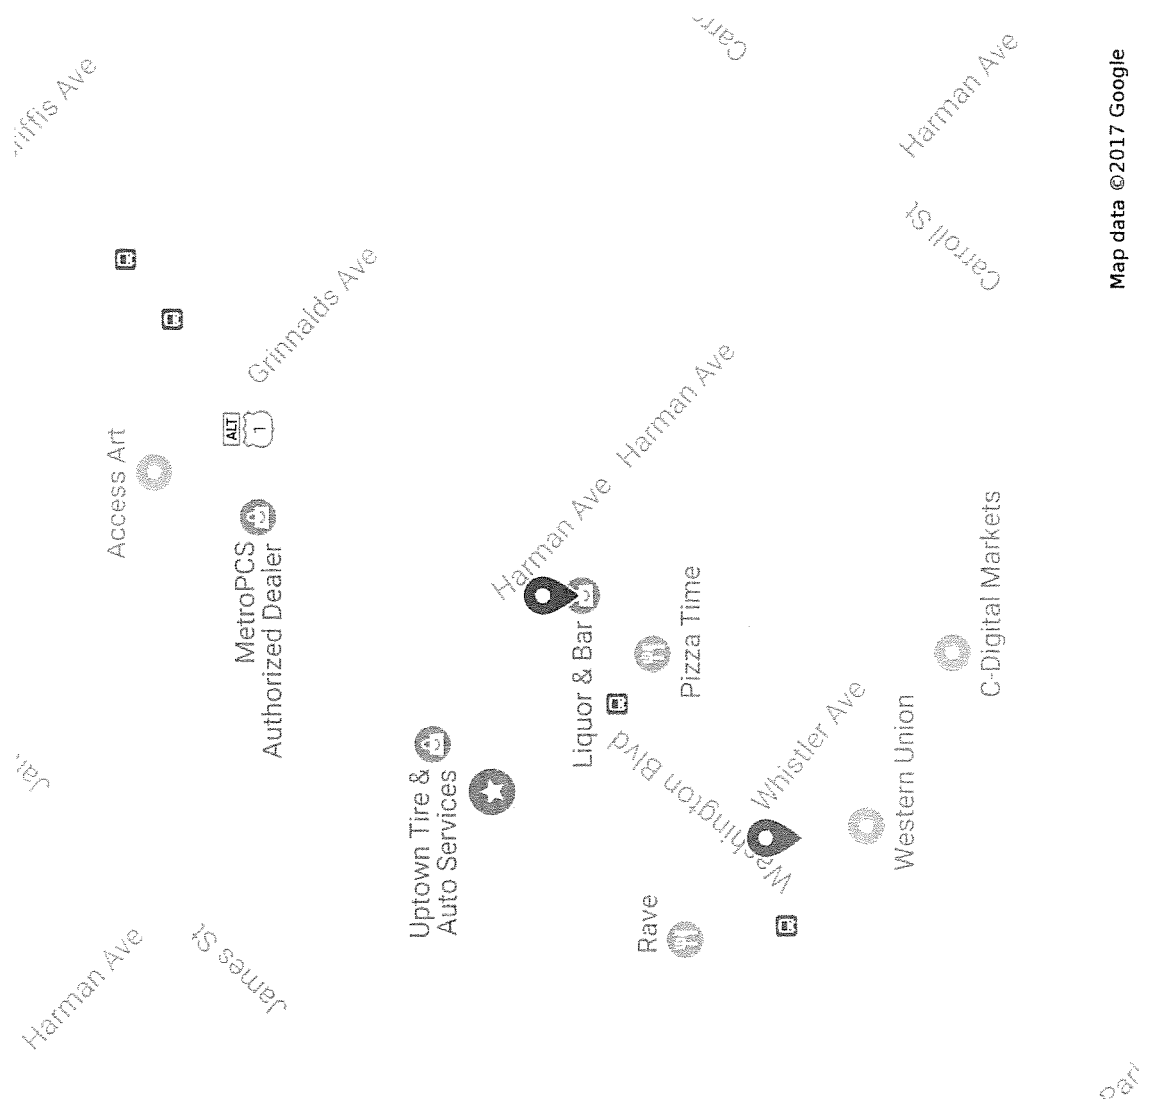 iffis Ave
Harman Ave
Access Art
James St
ALT
1
MetroPCS
Authorized Dealer
Grinnalds Ave
Uptown Tire &
Auto Services
Harman Ave
Liquor & Bar
Rave
Harman Ave
Pizza Time
Washington Blvd
Carr
Whistler Ave
Western Union
Carroll St
Harman Ave
C-Digital Markets
Map data ©2017 Google